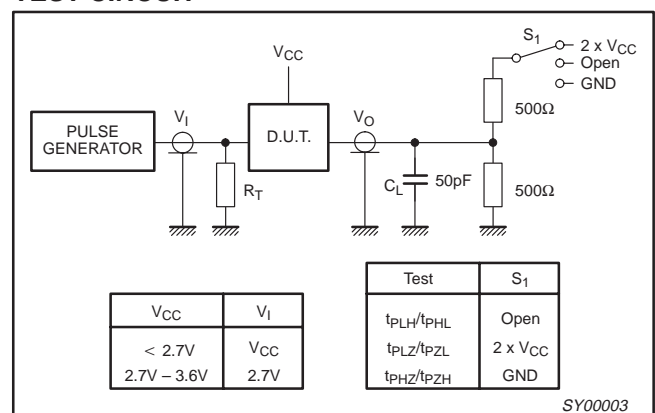 TEST CIRCUIT
S1
2 x VCC
Open
GND
VCC
500Ω
PULSE
GENERATOR
VI
D.U.T.
VO
RT
CL
50pF
500Ω
VCC VI
< 2.7V VCC
2.7V – 3.6V 2.7V
Test S1
tPLH/tPHL Open
tPLZ/tPZL 2 x VCC
tPHZ/tPZH GND
SY00003